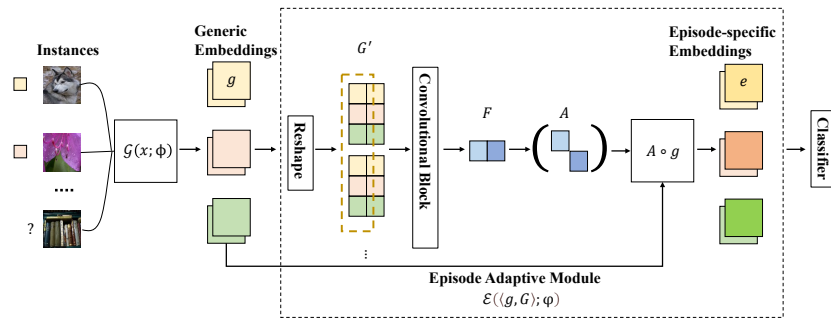 Instances
Generic
Embeddings
G′
Episode-specific
Embeddings
g
e
𝒢(x; ϕ)
Reshape
Convolutional Block
F
A
A ∘ g
Classifier
....
?
⋮
Episode Adaptive Module
ℰ(⟨g, G⟩; φ)